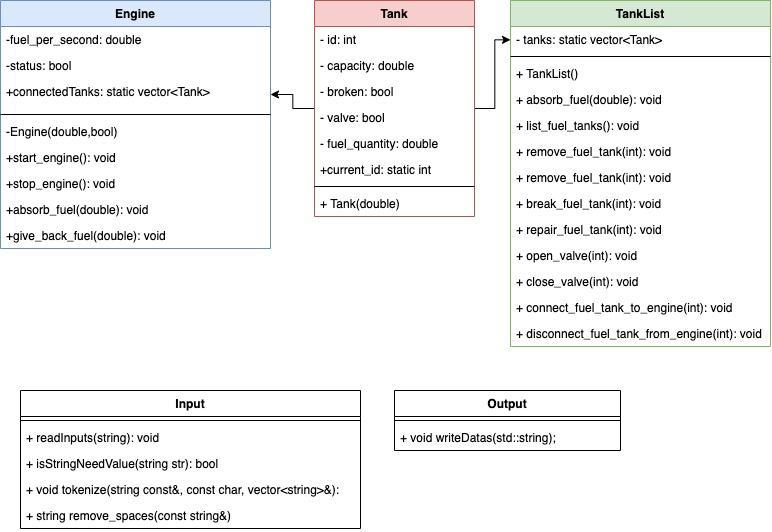 Engine
-fuel_per_second: double
-status: bool
+connectedTanks: static vector<Tank>
-Engine(double,bool)
+start_engine(): void
+stop_engine(): void
+absorb_fuel(double): void
+give_back_fuel(double): void
Tank
- id: int
- capacity: double
- broken: bool
- valve: bool
- fuel_quantity: double
+current_id: static int
+ Tank(double)
TankList
- tanks: static vector<Tank>
+ TankList()
+ absorb_fuel(double): void
+ list_fuel_tanks(): void
+ remove_fuel_tank(int): void
+ remove_fuel_tank(int): void
+ break_fuel_tank(int): void
+ repair_fuel_tank(int): void
+ open_valve(int): void
+ close_valve(int): void
+ connect_fuel_tank_to_engine(int): void
+ disconnect_fuel_tank_from_engine(int): void
Input
+ readInputs(string): void
+ isStringNeedValue(string str): bool
+ void tokenize(string const&, const char, vector<string>&):
+ string remove_spaces(const string&)
Output
+ void writeDatas(std::string);